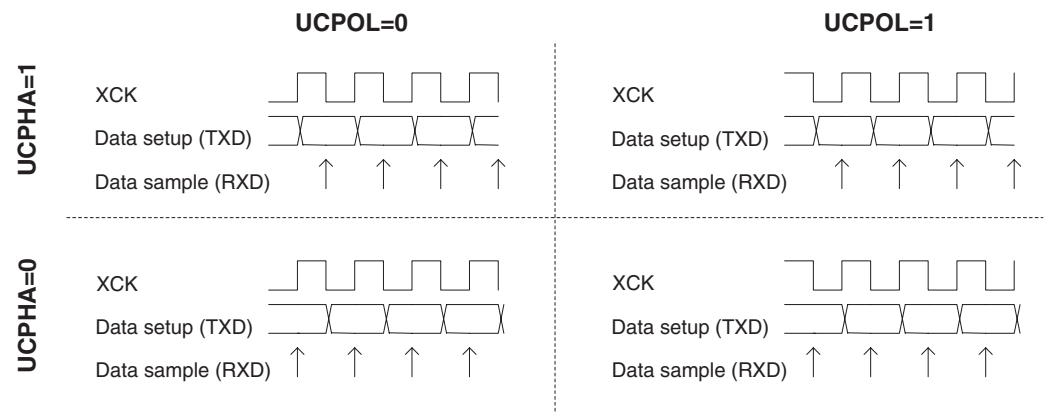 UCPOL=0
UCPOL=1
UCPHA=1
XCK
Data setup (TXD)
Data sample (RXD)
XCK
Data setup (TXD)
Data sample (RXD)
UCPHA=0
XCK
Data setup (TXD)
Data sample (RXD)
XCK
Data setup (TXD)
Data sample (RXD)